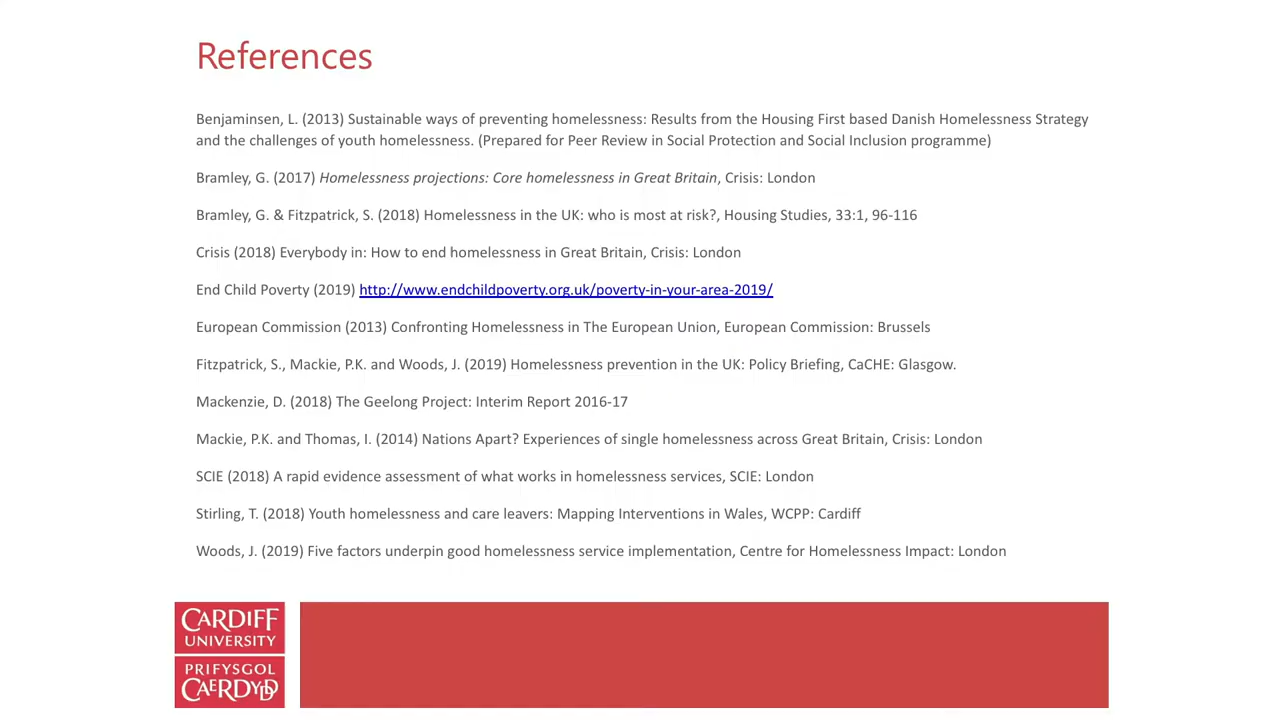 References
Benjaminsen, L. (2013) Sustainable ways of preventing homelessness: Results from the Housing First based Danish Homelessness Strategy
and the challenges of youth homelessness. (Prepared for Peer Review in Social Protection and Social Inclusion programme)
Bramley, G. (2017) Homelessness projections: Core homelessness in Great Britain, Crisis: London
Bramley, G. & Fitzpatrick, S. (2018) Homelessness in the UK: who is most at risk?, Housing Studies, 33:1, 96-116
Crisis (2018) Everybody in: How to end homelessness in Great Britain, Crisis: London
End Child Poverty (2019) http://www.endchildpoverty.org.uk/poverty-in-your-area-2019/
European Commission (2013) Confronting Homelessness in The European Union, European Commission: Brussels
Fitzpatrick, S., Mackie, P.K. and Woods, J. (2019) Homelessness prevention in the UK: Policy Briefing, CaCHE: Glasgow.
Mackenzie, D. (2018) The Geelong Project: Interim Report 2016-17
Mackie, P.K. and Thomas, I. (2014) Nations Apart? Experiences of single homelessness across Great Britain, Crisis: London
SCIE (2018) A rapid evidence assessment of what works in homelessness services, SCIE: London
Stirling, T. (2018) Youth homelessness and care leavers: Mapping Interventions in Wales, WCPP: Cardiff
Woods, J. (2019) Five factors underpin good homelessness service implementation, Centre for Homelessness Impact: London
CARDIFF
UNIVERSITY
PRIFYSGOL
CAERDYDD